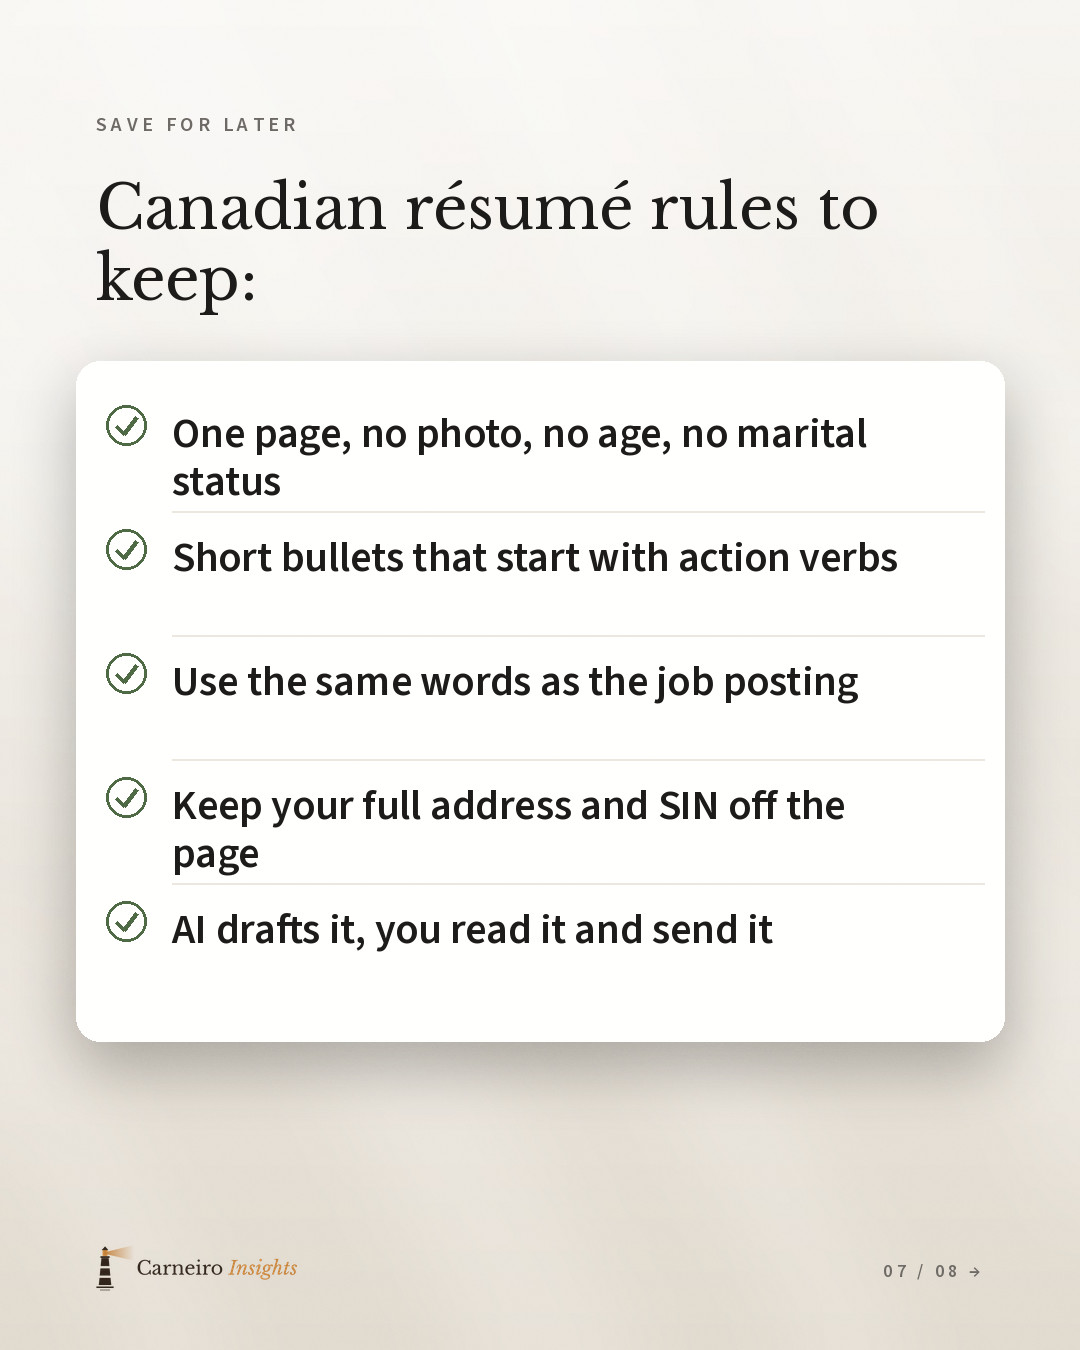 SAVE FOR LATER
Canadian résumé rules to
keep:
One page, no photo, no age, no marital
status
Short bullets that start with action verbs
Use the same words as the job posting
Keep your full address and SIN off the
page
AI drafts it, you read it and send it
Carneiro Insights
07 / 08 →